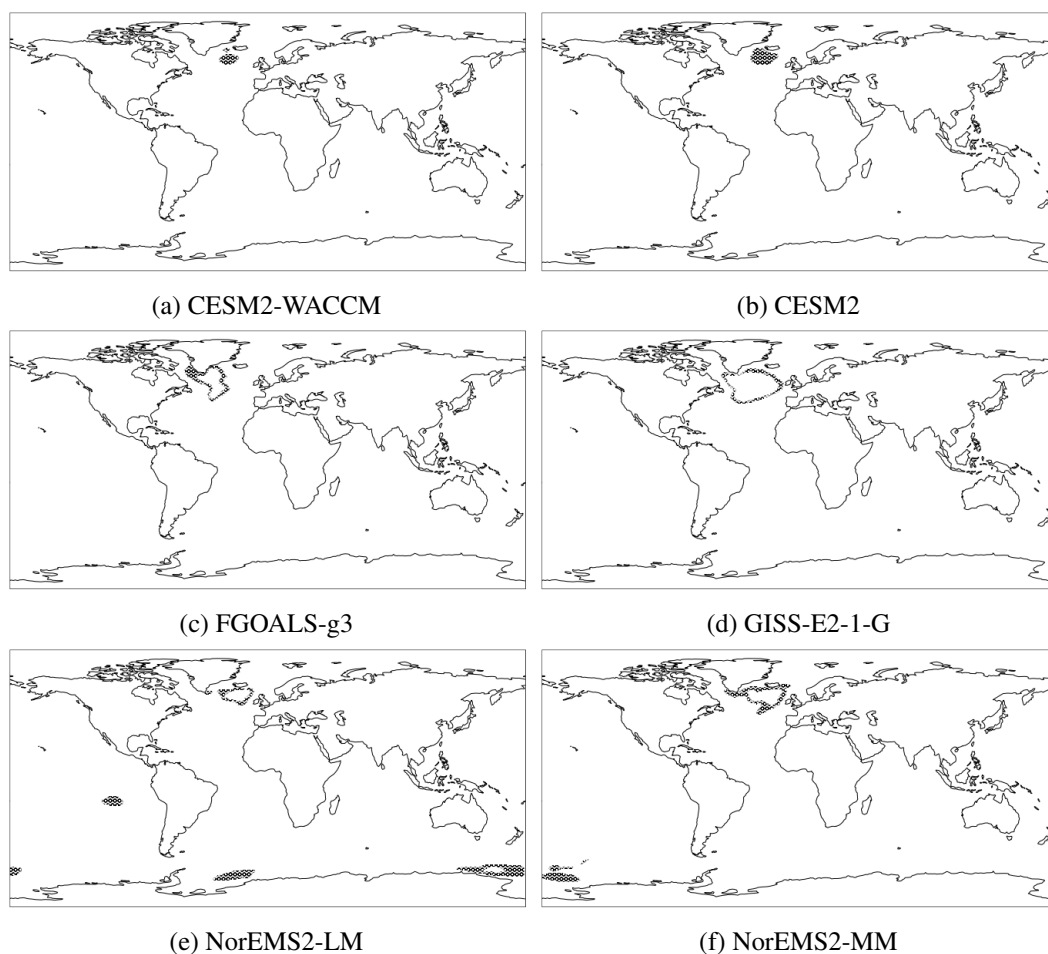 (a) CESM2-WACCM
(b) CESM2
(c) FGOALS-g3
(d) GISS-E2-1-G
(e) NorEMS2-LM
(f) NorEMS2-MM